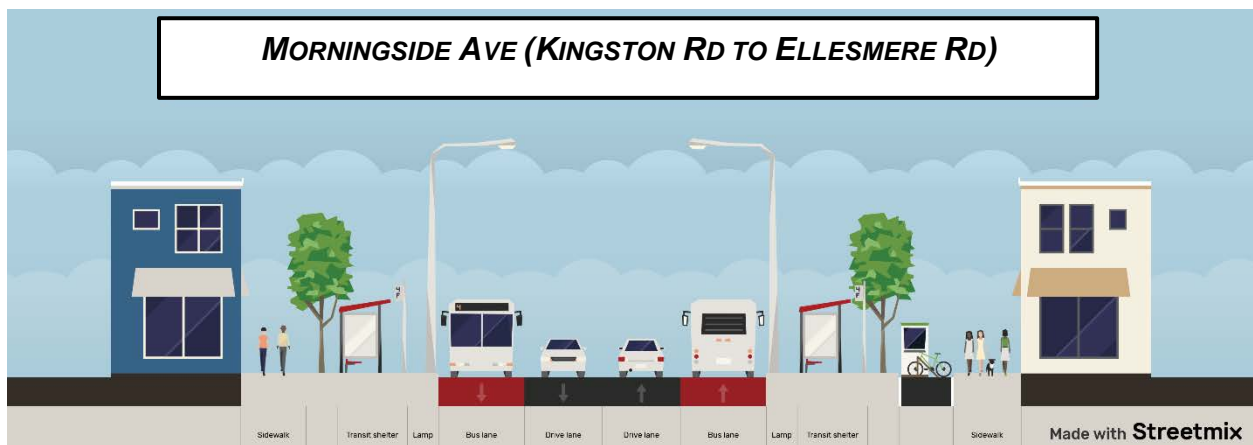 MORNINGSIDE AVE (KINGSTON RD TO ELLESMERE RD)
Sidewalk
Transit shelter
Lamp
Bus lane
Drive lane
Drive lane
Bus lane
Lamp
Transit shelter
Sidewalk
Made with Streetmix